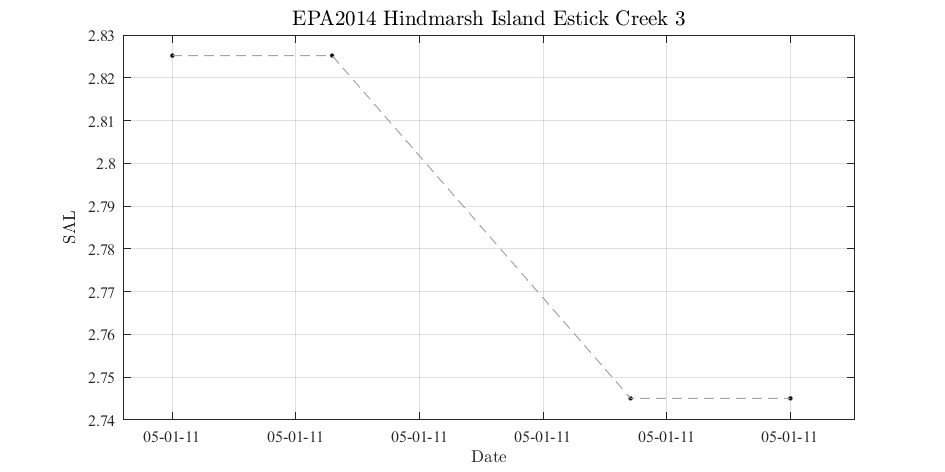 EPA2014 Hindmarsh Island Estick Creek 3
2.83
2.82
2.81
2.8
2.79
2.78
2.77
2.76
2.75
2.74
SAL
05-01-11 05-01-11 05-01-11 05-01-11 05-01-11 05-01-11
Date